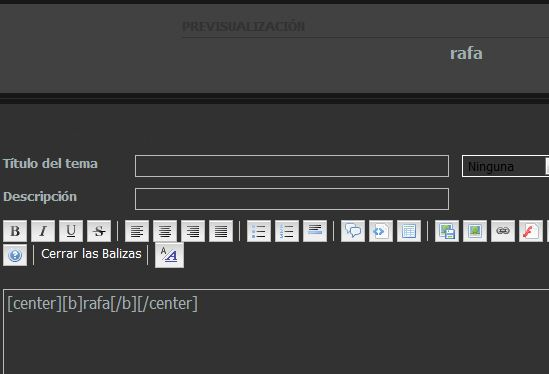 PREVISUALIZACIÓN
rafa
Título del tema
Ninguna
Descripción
B I U S
Cerrar las Balizas
[center][b]rafa[/b][/center]